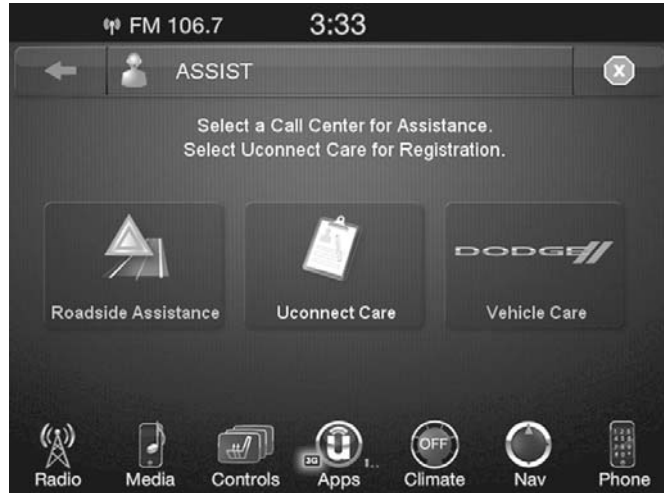 FM 106.7 3:33
ASSIST
Select a Call Center for Assistance.
Select Uconnect Care for Registration.
DODGE
Roadside Assistance Uconnect Care Vehicle Care
OFF
3G 1..
Radio Media Controls Apps Climate Nav Phone